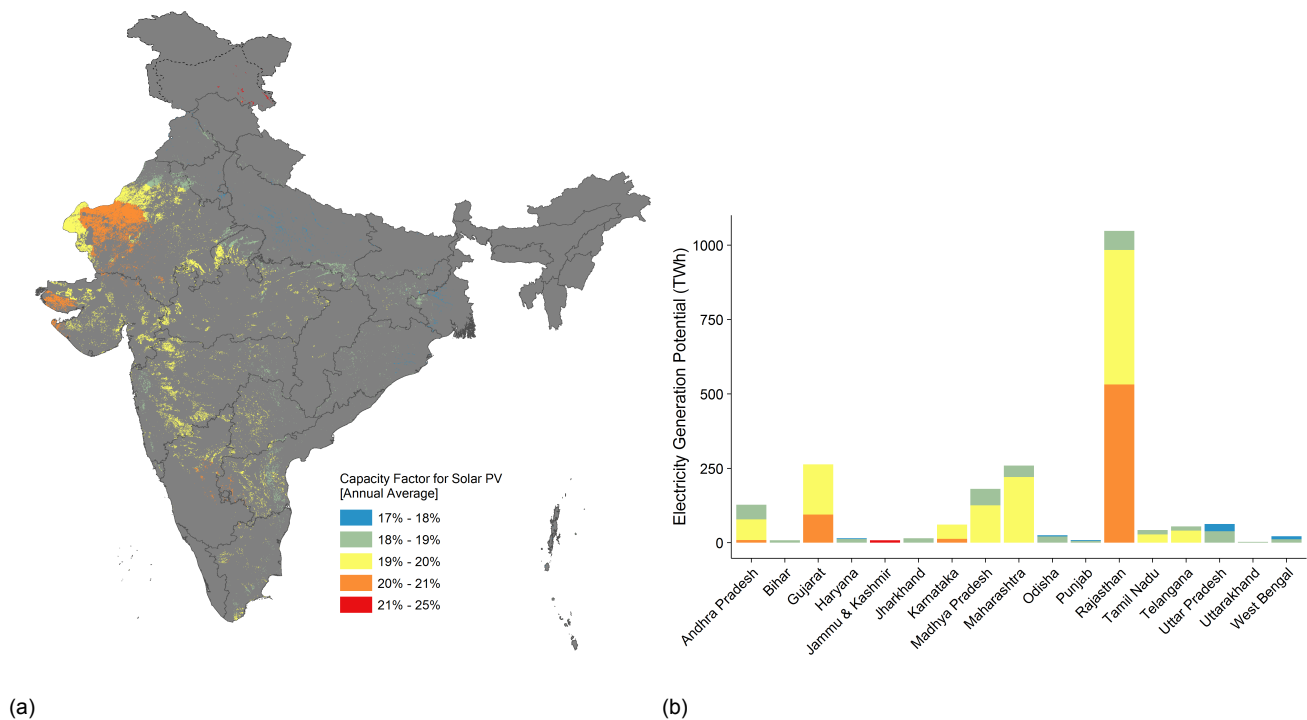 Capacity Factor for Solar PV
[Annual Average]
17% - 18%
18% - 19%
19% - 20%
20% - 21%
21% - 25%
(a)
Electricity Generation Potential (TWh)
1000
750
500
250
0
Andhra Pradesh
Bihar
Gujarat
Haryana
Jammu & Kashmir
Jharkhand
Karnataka
Madhya Pradesh
Maharashtra
Odisha
Punjab
Rajasthan
Tamil Nadu
Telangana
Uttar Pradesh
Uttarakhand
West Bengal
(b)